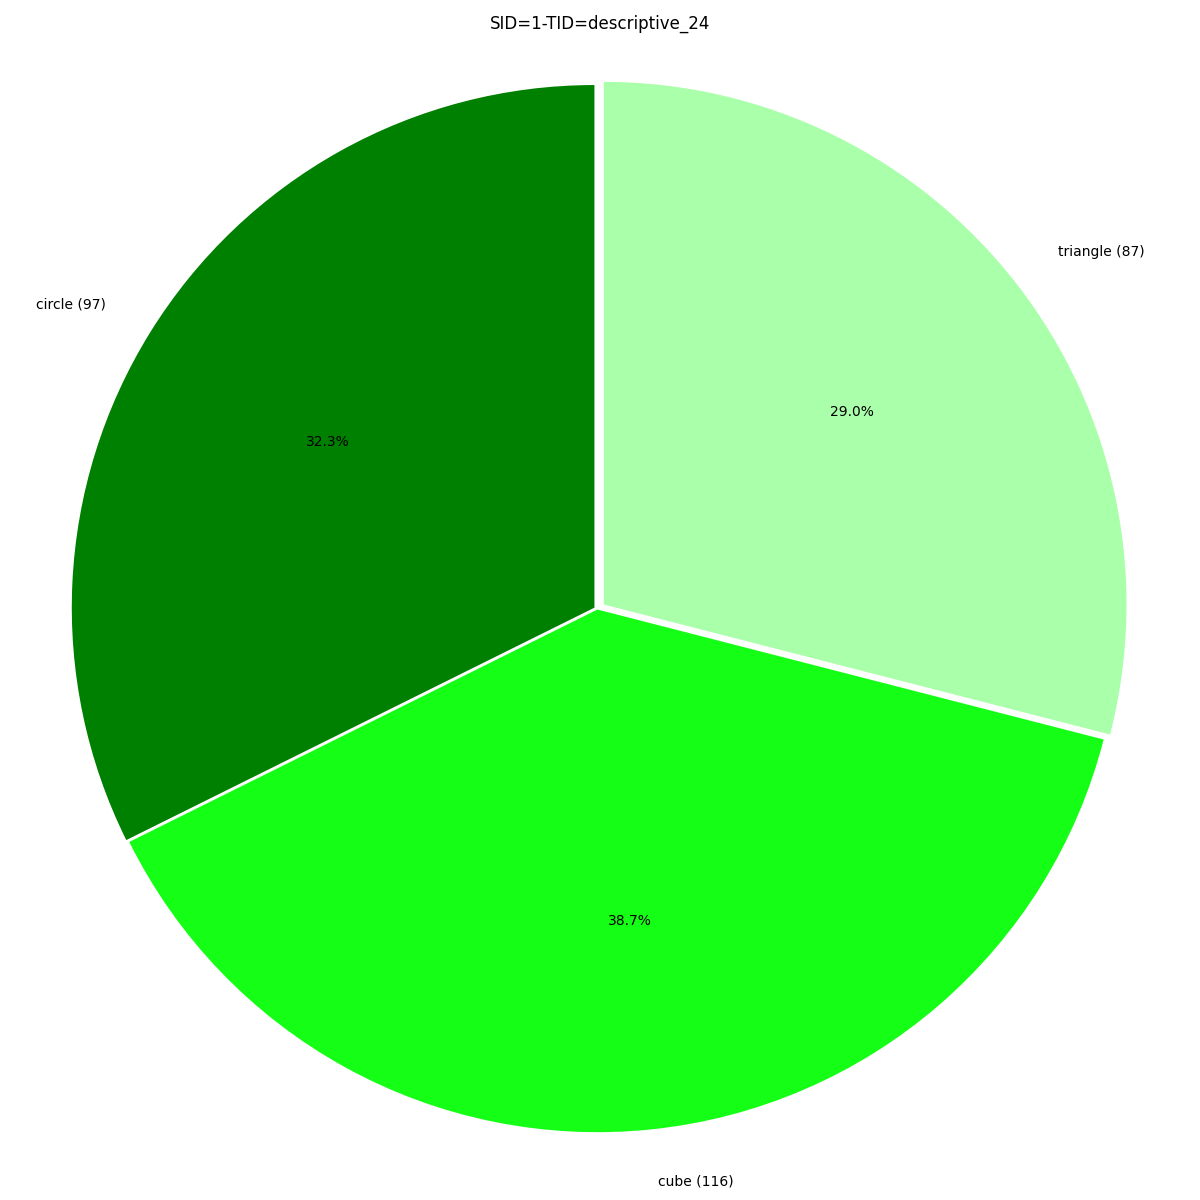 SID=1-TID=descriptive_24
triangle (87)
circle (97)
29.0%
32.3%
38.7%
cube (116)